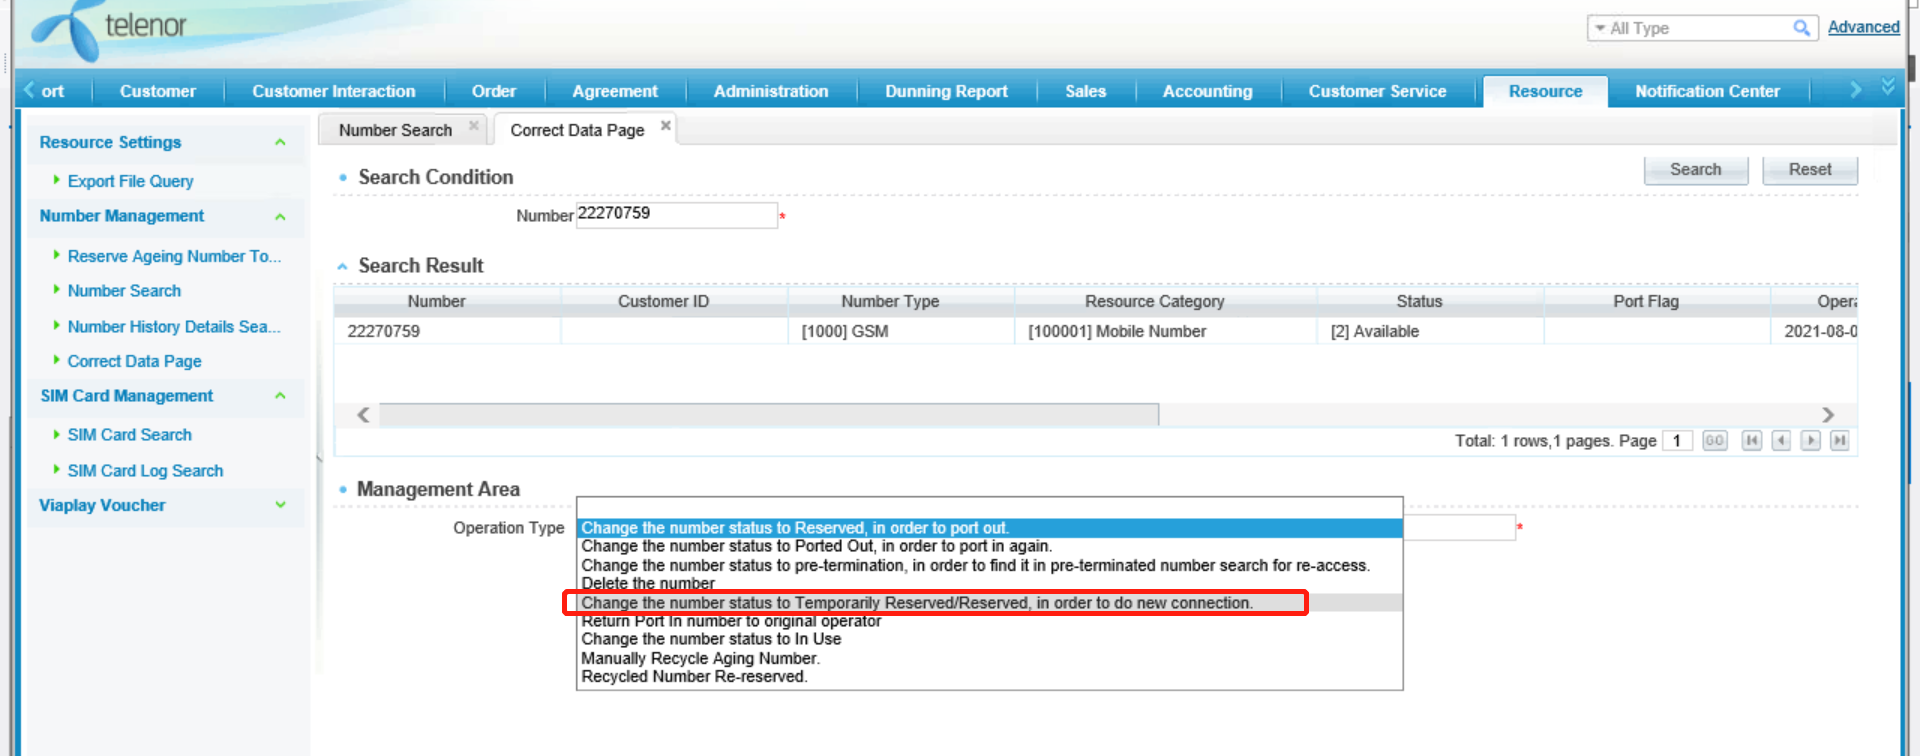 telenor
All Type
Advanced
ort Customer Customer Interaction Order Agreement Administration Dunning Report Sales Accounting Customer Service Resource Notification Center
Resource Settings
Export File Query
Number Management
Reserve Ageing Number To...
Number Search
Number History Details Sea...
Correct Data Page
SIM Card Management
SIM Card Search
SIM Card Log Search
Viaplay Voucher
Number Search Correct Data Page
Search Condition
Search Reset
Number 22270759 *
Search Result
Number Customer ID Number Type Resource Category Status Port Flag Opera
22270759 [1000] GSM [100001] Mobile Number [2] Available 2021-08-0
Total: 1 rows,1 pages. Page 1 GO
Management Area
Operation Type *
Change the number status to Reserved, in order to port out.
Change the number status to Ported Out, in order to port in again.
Change the number status to pre-termination, in order to find it in pre-terminated number search for re-access.
Delete the number
Change the number status to Temporarily Reserved/Reserved, in order to do new connection.
Return Port In number to original operator
Change the number status to In Use
Manually Recycle Aging Number.
Recycled Number Re-reserved.